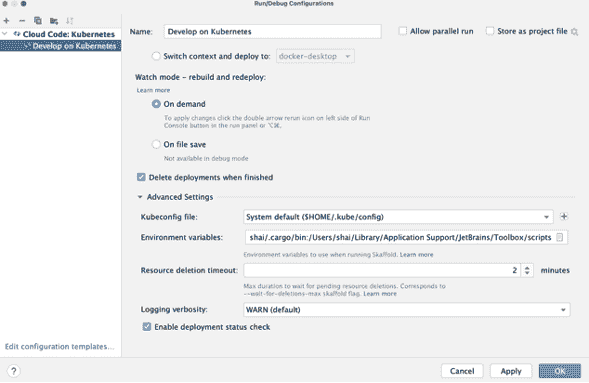 Run/Debug Configurations
Cloud Code: Kubernetes
Develop on Kubernetes
Name: Develop on Kubernetes
Allow parallel run
Store as project file
Switch context and deploy to: docker-desktop
Watch mode – rebuild and redeploy:
Learn more
On demand
To apply changes click the double arrow rerun icon on left side of Run
Console button in the run panel or ⌥⌘.
On file save
Not available in debug mode
Delete deployments when finished
Advanced Settings
Kubeconfig file: System default ($HOME/.kube/config)
Environment variables: shai/.cargo/bin:/Users/shai/Library/Application Support/JetBrains/Toolbox/scripts
Environment variables to use when running Skaffold. Learn more
Resource deletion timeout: 2 minutes
Max duration to wait for pending resource deletions. Corresponds to
--wait-for-deletions-max skaffold flag. Learn more
Logging verbosity: WARN (default)
Enable deployment status check
Edit configuration templates...
? Cancel Apply OK